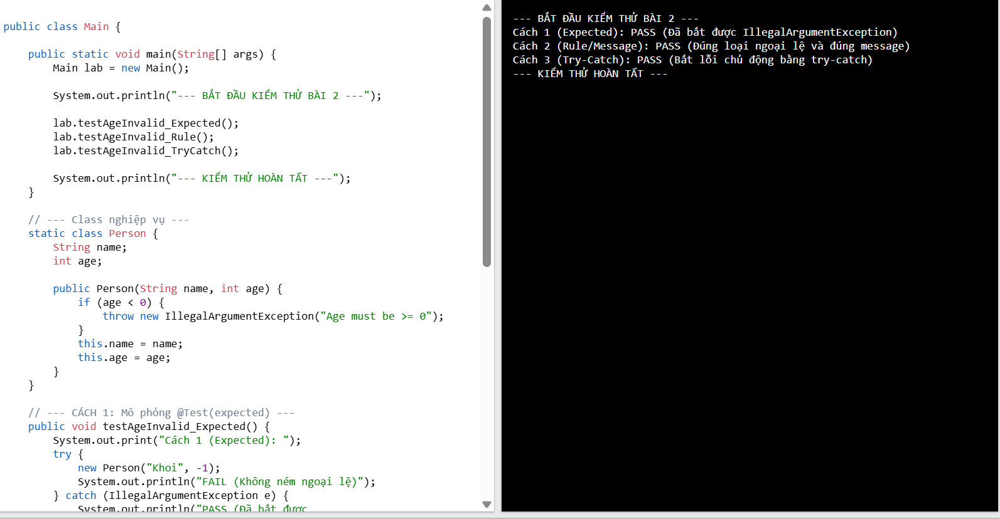 public class Main {
public static void main(String[] args) {
Main lab = new Main();
System.out.println("--- BẮT ĐẦU KIỂM THỬ BÀI 2 ---");
lab.testAgeInvalid_Expected();
lab.testAgeInvalid_Rule();
lab.testAgeInvalid_TryCatch();
System.out.println("--- KIỂM THỬ HOÀN TẤT ---");
}
// --- Class nghiệp vụ ---
static class Person {
String name;
int age;
public Person(String name, int age) {
if (age < 0) {
throw new IllegalArgumentException("Age must be >= 0");
}
this.name = name;
this.age = age;
}
}
// --- CÁCH 1: Mô phỏng @Test(expected) ---
public void testAgeInvalid_Expected() {
System.out.print("Cách 1 (Expected): ");
try {
new Person("Khoi", -1);
System.out.println("FAIL (Không ném ngoại lệ)");
} catch (IllegalArgumentException e) {
System.out.println("PASS (Đã bắt được
--- BẮT ĐẦU KIỂM THỬ BÀI 2 ---
Cách 1 (Expected): PASS (Đã bắt được IllegalArgumentException)
Cách 2 (Rule/Message): PASS (Đúng loại ngoại lệ và đúng message)
Cách 3 (Try-Catch): PASS (Bắt lỗi chủ động bằng try-catch)
--- KIỂM THỬ HOÀN TẤT ---